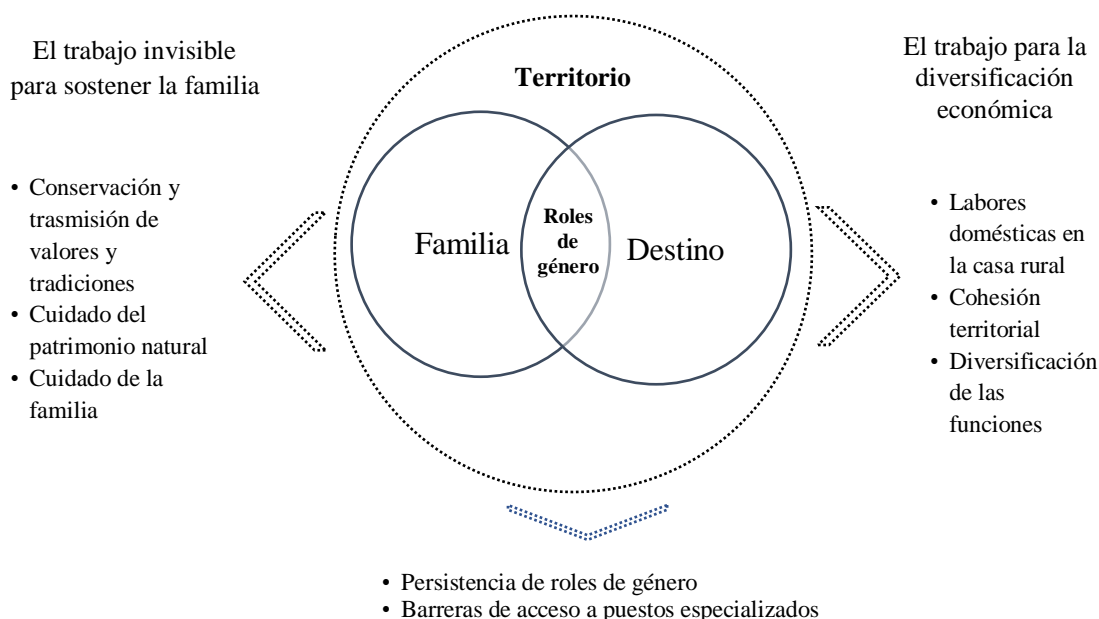 El trabajo invisible
para sostener la familia
• Conservación y
trasmisión de
valores y
tradiciones
• Cuidado del
patrimonio natural
• Cuidado de la
familia
Territorio
Familia
Roles
de
género
Destino
El trabajo para la
diversificación
económica
• Labores
domésticas en
la casa rural
• Cohesión
territorial
• Diversificación
de las
funciones
• Persistencia de roles de género
• Barreras de acceso a puestos especializados